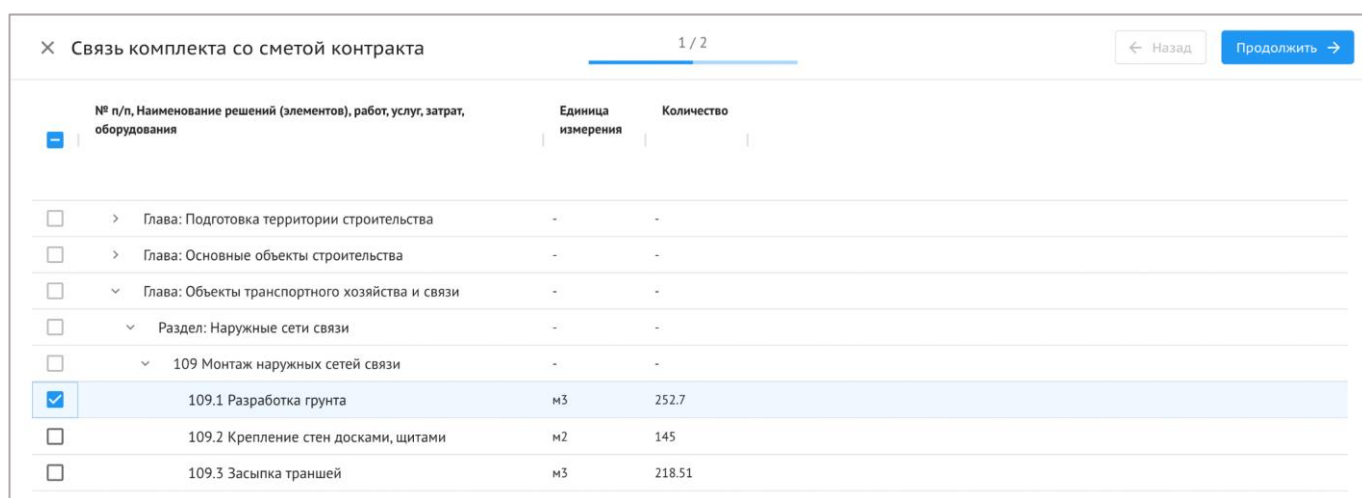 Связь комплекта со сметой контракта
1 / 2
← Назад
Продолжить →
№ п/п, Наименование решений (элементов), работ, услуг, затрат,
оборудования
Единица
измерения
Количество
Глава: Подготовка территории строительства - -
Глава: Основные объекты строительства - -
Глава: Объекты транспортного хозяйства и связи - -
Раздел: Наружные сети связи - -
109 Монтаж наружных сетей связи - -
109.1 Разработка грунта м3 252.7
109.2 Крепление стен досками, щитами м2 145
109.3 Засыпка траншей м3 218.51